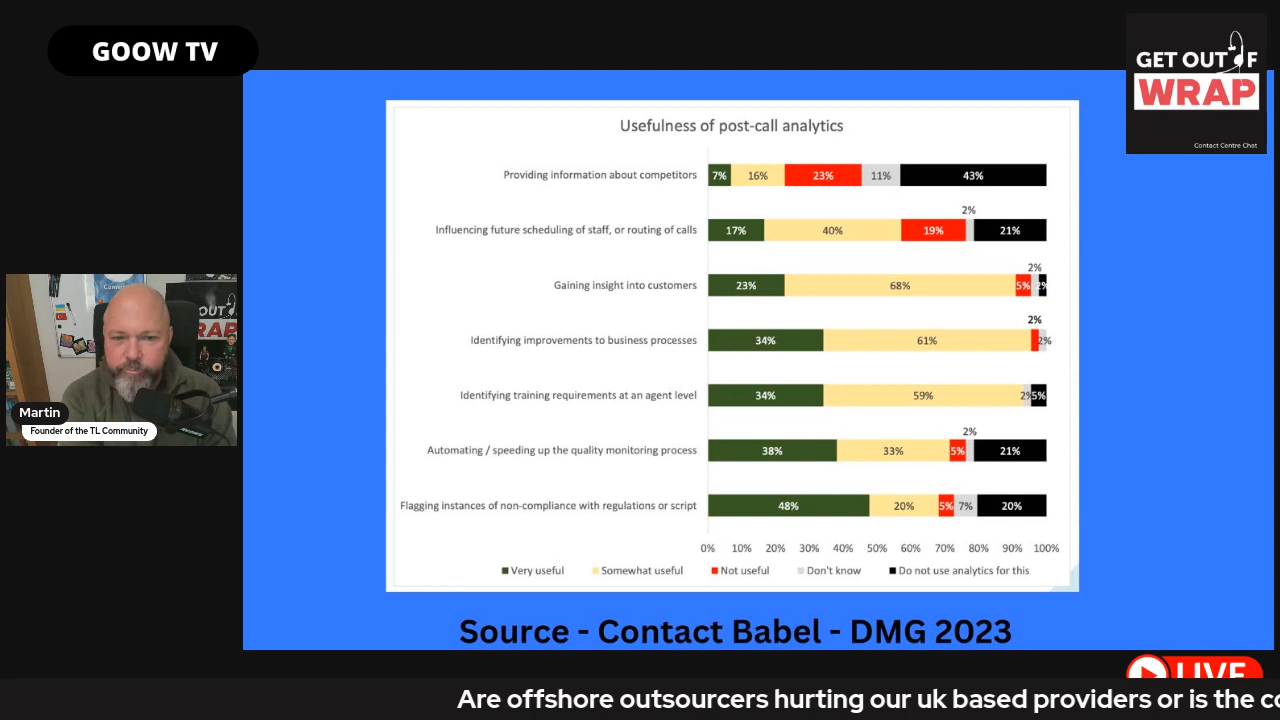 GOOW TV
GET OUT OF
WRAP
Contact Centre Chat
Usefulness of post-call analytics
Providing information about competitors
7% 16% 23% 11% 43%
2%
Influencing future scheduling of staff, or routing of calls
17% 40% 19% 21%
2%
Gaining insight into customers
23% 68% 5% 2%
2%
Identifying improvements to business processes
34% 61% 2%
Identifying training requirements at an agent level
34% 59% 2% 5%
2%
Automating / speeding up the quality monitoring process
38% 33% 5% 21%
Flagging instances of non-compliance with regulations or script
48% 20% 5% 7% 20%
0% 10% 20% 30% 40% 50% 60% 70% 80% 90% 100%
Very useful Somewhat useful Not useful Don't know Do not use analytics for this
Source - Contact Babel - DMG 2023
OUT
RAP
Martin
Founder of the TL Community
LIVE
Are offshore outsourcers hurting our uk based providers or is the